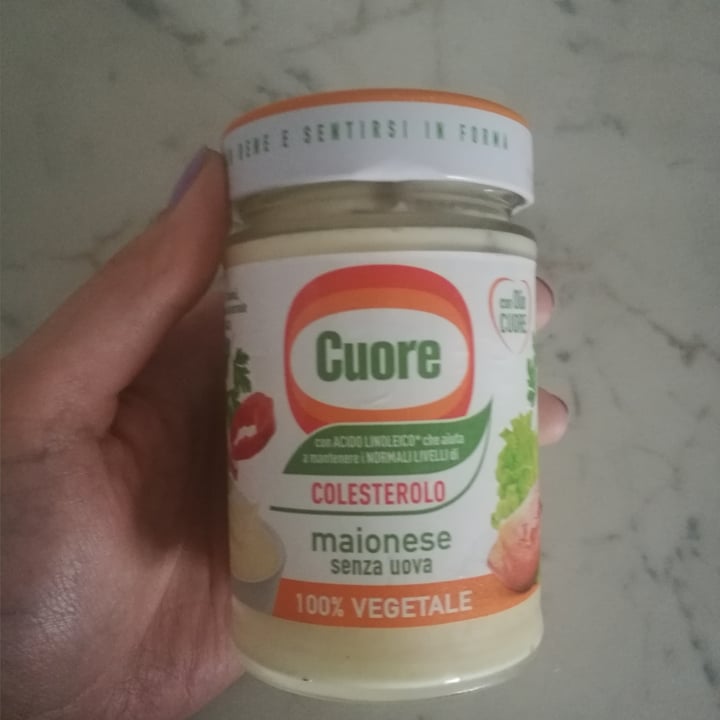 BENE E SENTIRSI IN FORMA
con Olio
CUORE
Cuore
con ACIDO LINOLEICO* che aiuta
a mantenere i NORMALI LIVELLI di
COLESTEROLO
maionese
senza uova
100% VEGETALE